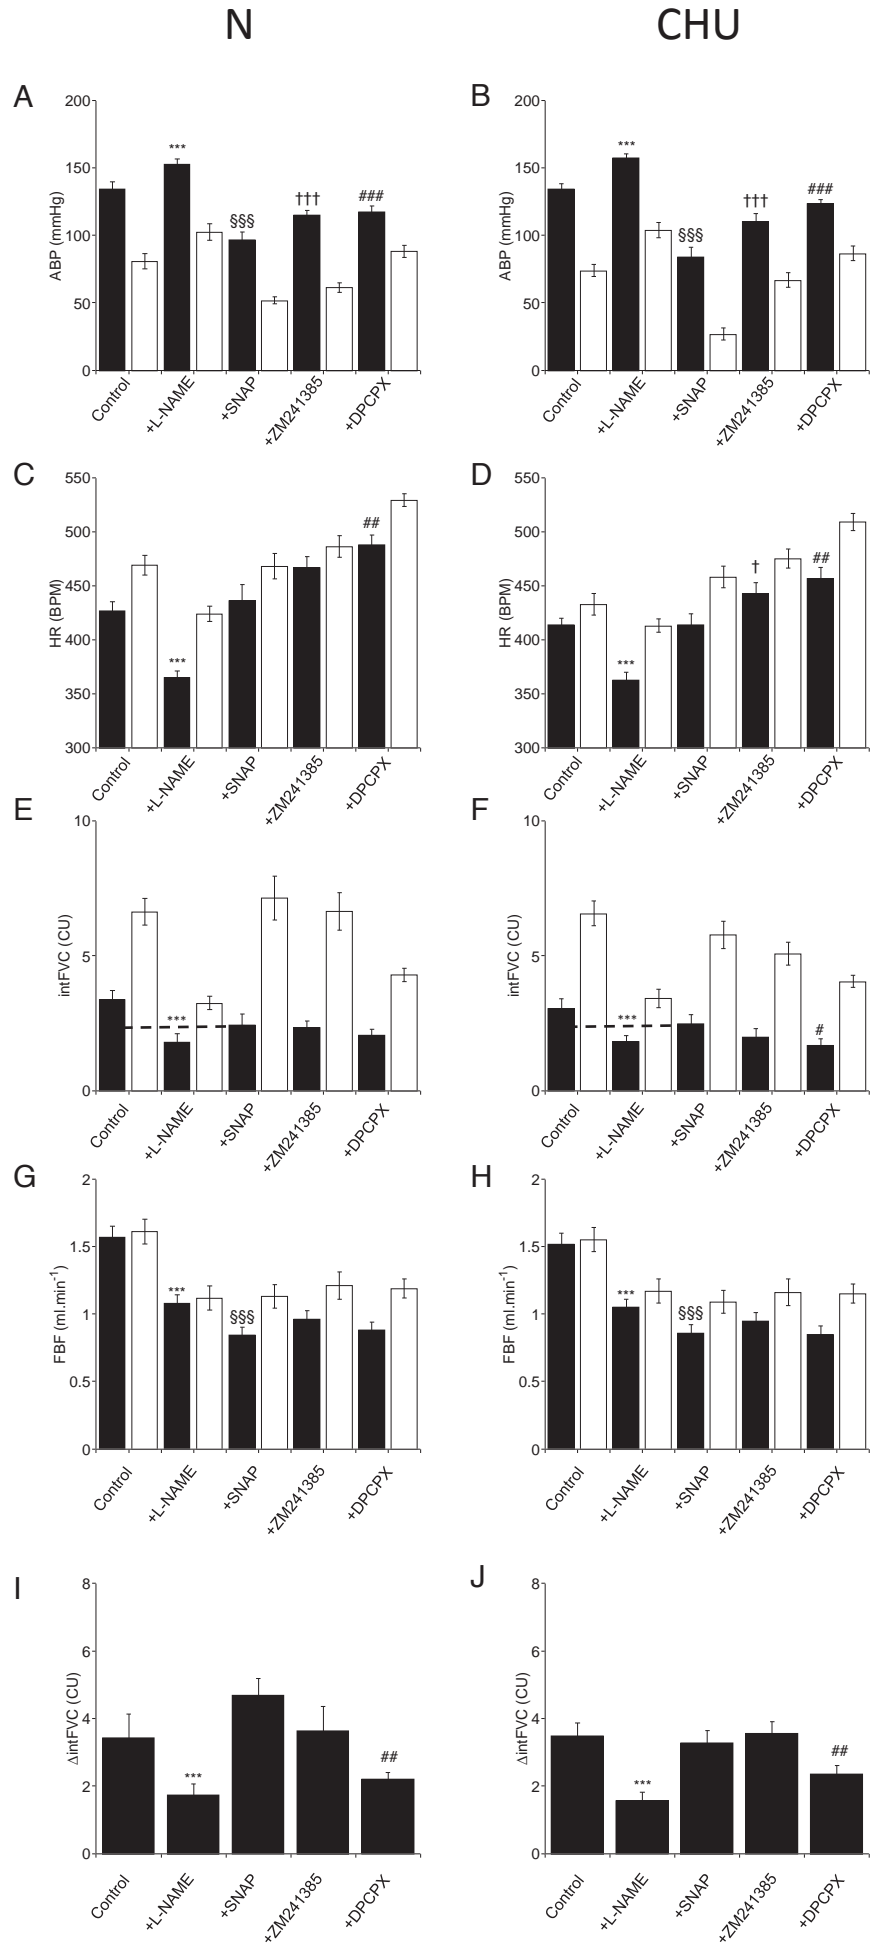 N CHU
A B
200 200
*** ***
150 150
§§§ ††† ### §§§ ††† ###
ABP (mmHg) ABP (mmHg)
100 100
50 50
0 0
Control +L-NAME +SNAP +ZM241385 +DPCPX Control +L-NAME +SNAP +ZM241385 +DPCPX
C D
550 550
## † ##
500 500
450 450
HR (BPM) HR (BPM)
400 400
*** ***
350 350
300 300
Control +L-NAME +SNAP +ZM241385 +DPCPX Control +L-NAME +SNAP +ZM241385 +DPCPX
E F
10 10
intFVC (CU) intFVC (CU)
5 5
*** *** #
0 0
Control +L-NAME +SNAP +ZM241385 +DPCPX Control +L-NAME +SNAP +ZM241385 +DPCPX
G H
2 2
1.5 1.5
*** §§§ *** §§§
FBF (ml.min-1) FBF (ml.min-1)
1 1
0.5 0.5
0 0
Control +L-NAME +SNAP +ZM241385 +DPCPX Control +L-NAME +SNAP +ZM241385 +DPCPX
I J
8 8
6 6
ΔintFVC (CU) ΔintFVC (CU)
4 4
*** ## *** ##
2 2
0 0
Control +L-NAME +SNAP +ZM241385 +DPCPX Control +L-NAME +SNAP +ZM241385 +DPCPX